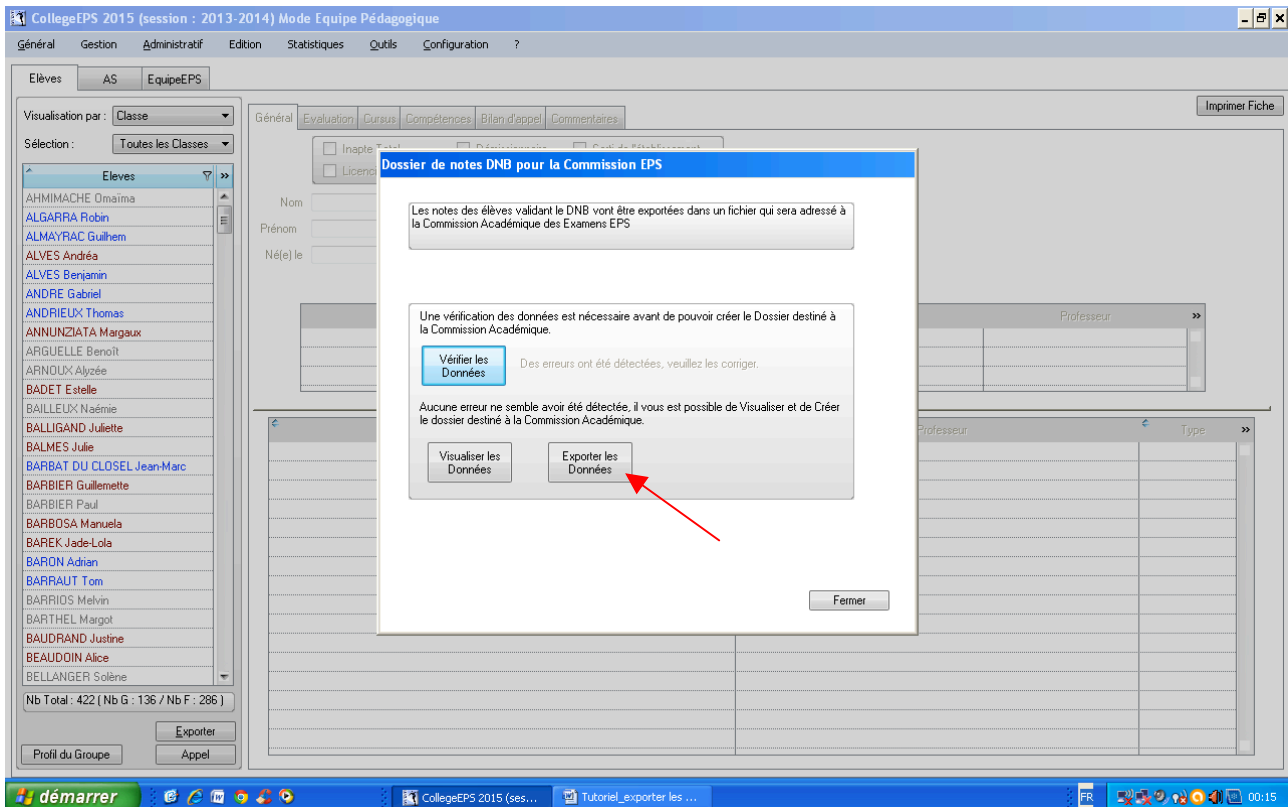 CollegeEPS 2015 (session : 2013-2014) Mode Equipe Pédagogique
Général Gestion Administratif Edition Statistiques Outils Configuration ?
Elèves AS EquipeEPS
Imprimer Fiche
Visualisation par : Classe
Sélection : Toutes les Classes
Eleves »
AHMIMACHE Omaïma
ALGARRA Robin
ALMAYRAC Guilhem
ALVES Andréa
ALVES Benjamin
ANDRE Gabriel
ANDRIEUX Thomas
ANNUNZIATA Margaux
ARGUELLE Benoît
ARNOUX Alyzée
BADET Estelle
BAILLEUX Naémie
BALLIGAND Juliette
BALMES Julie
BARBAT DU CLOSEL Jean-Marc
BARBIER Guillemette
BARBIER Paul
BARBOSA Manuela
BAREK Jade-Lola
BARON Adrian
BARRAUT Tom
BARRIOS Melvin
BARTHEL Margot
BAUDRAND Justine
BEAUDOIN Alice
BELLANGER Solène
Nb Total : 422 ( Nb G : 136 / Nb F : 286 )
Exporter
Profil du Groupe Appel
Général Evaluation Cursus Compétences Bilan d'appel Commentaires
Inapte
Nom
Prénom
Né(e) le
Professeur »
Professeur Type »
Dossier de notes DNB pour la Commission EPS
Les notes des élèves validant le DNB vont être exportées dans un fichier qui sera adressé à
la Commission Académique des Examens EPS
Une vérification des données est nécessaire avant de pouvoir créer le Dossier destiné à
la Commission Académique.
Vérifier les
Données
Des erreurs ont été détectées, veuillez les corriger.
Aucune erreur ne semble avoir été détectée, il vous est possible de Visualiser et de Créer
le dossier destiné à la Commission Académique.
Visualiser les
Données
Exporter les
Données
Fermer
démarrer CollegeEPS 2015 (ses... Tutoriel_exporter les ... FR 00:15